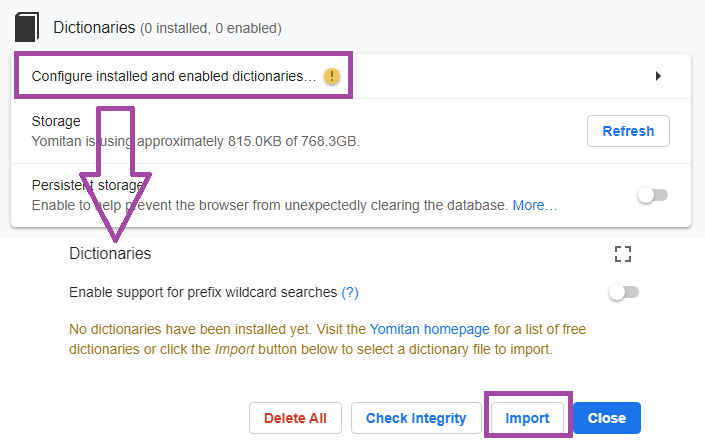 Dictionaries (0 installed, 0 enabled)
Configure installed and enabled dictionaries…
Storage
Yomitan is using approximately 815.0KB of 768.3GB.
Refresh
Persistent storage
Enable to help prevent the browser from unexpectedly clearing the database. More…
Dictionaries
Enable support for prefix wildcard searches (?)
No dictionaries have been installed yet. Visit the Yomitan homepage for a list of free
dictionaries or click the Import button below to select a dictionary file to import.
Delete All Check Integrity Import Close